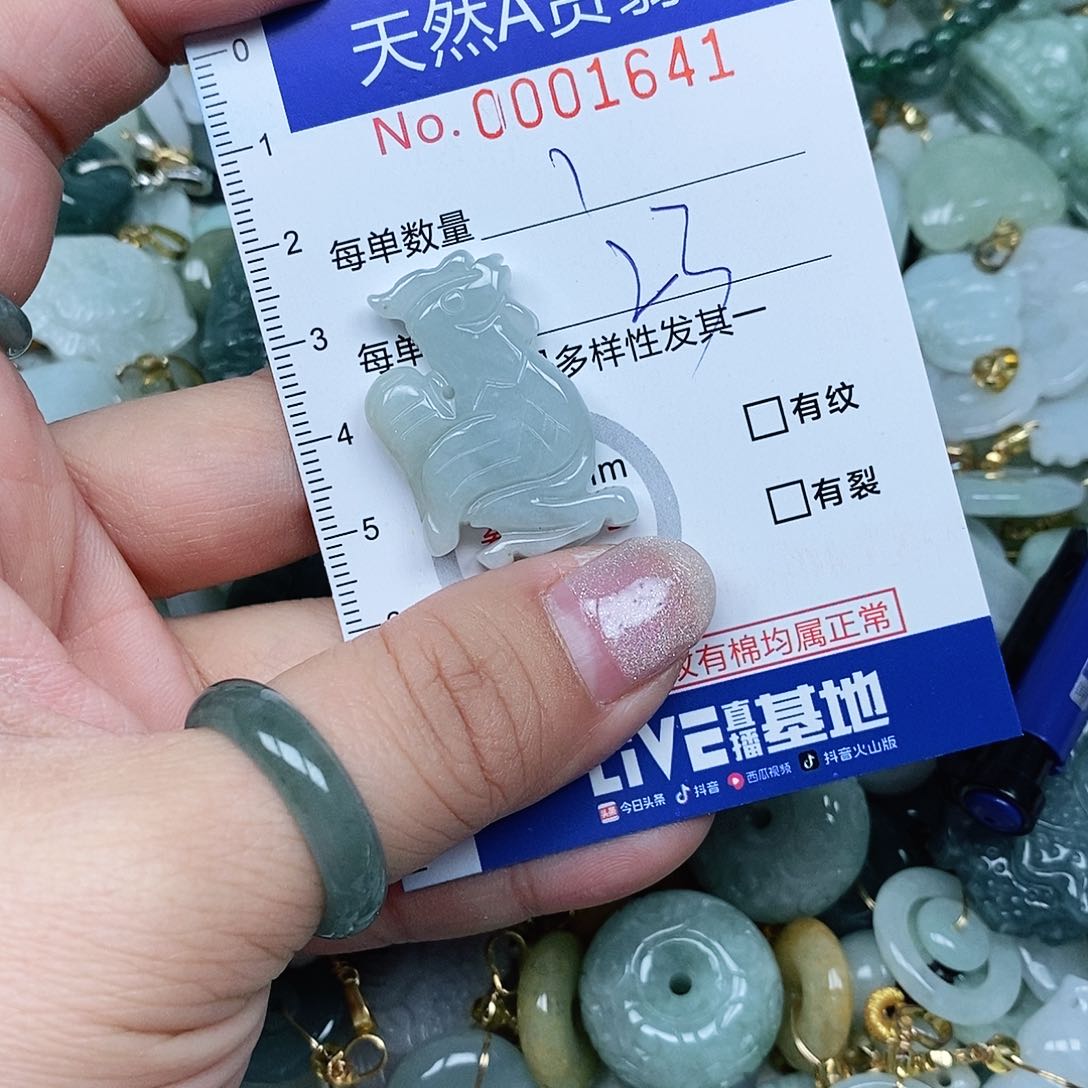 天然A货翡
No. 0001641
每单数量 1
23
每单 多样性发其一
有纹
m
有裂
有棉均属正常
LIVE直播基地
头条 今日头条 抖音 西瓜视频 抖音火山版
0
1
2
3
4
5